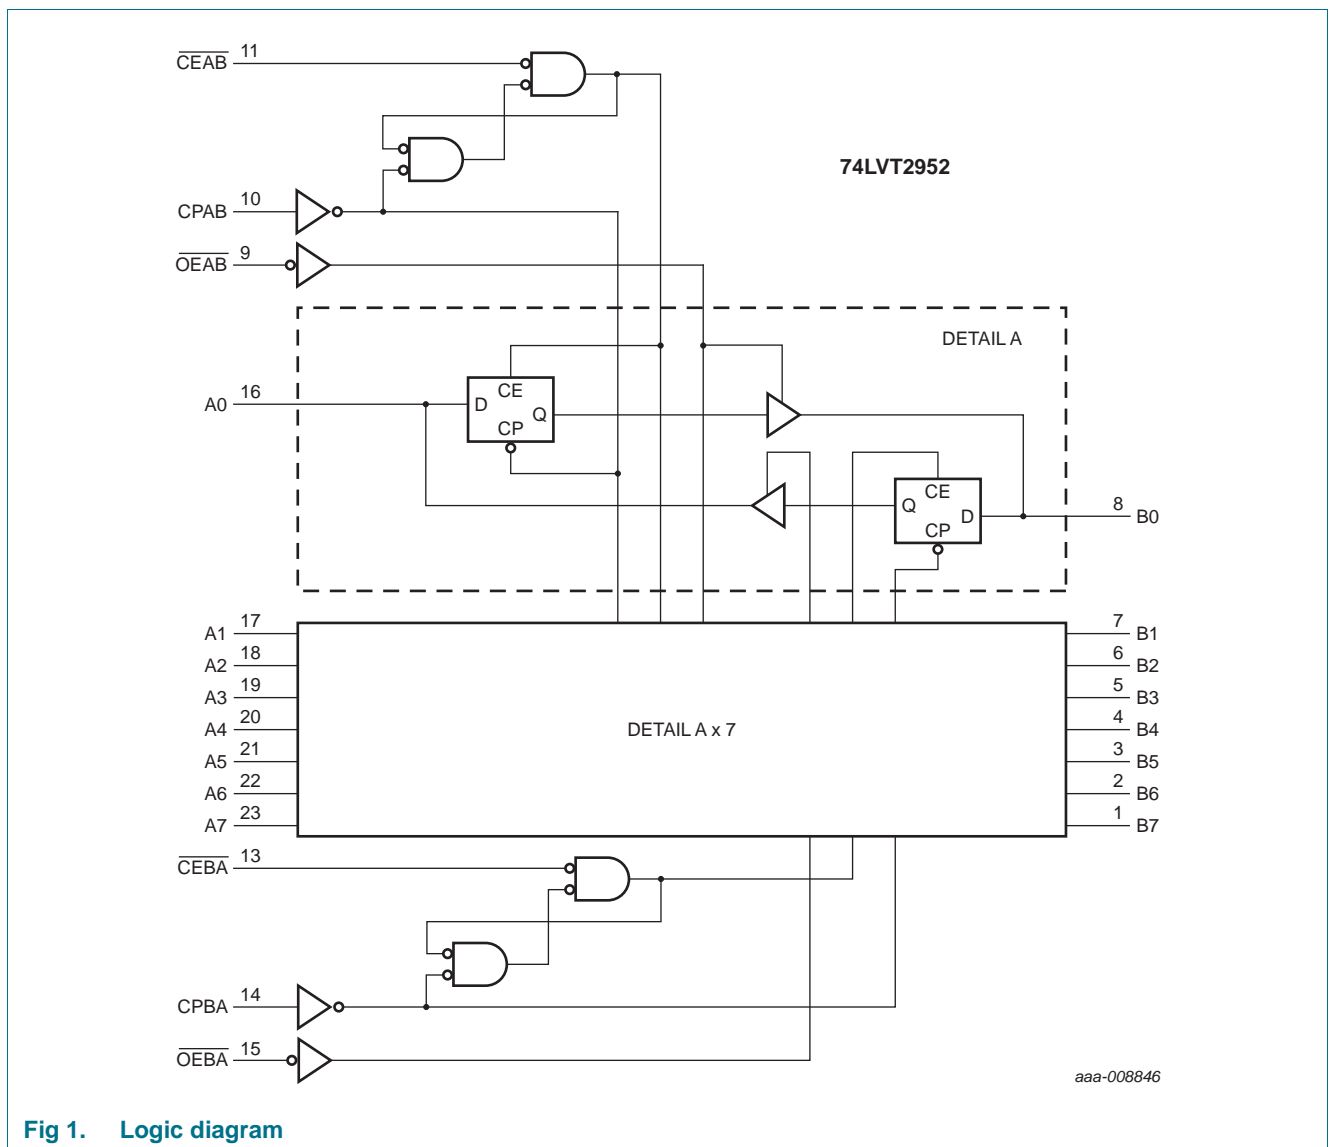 CEAB 11
74LVT2952
CPAB 10
OEAB 9
DETAIL A
A0 16
D CE Q CP
Q CE D CP
8 B0
A1 17
7 B1
A2 18
6 B2
A3 19
5 B3
A4 20
4 B4
DETAIL A x 7
A5 21
3 B5
A6 22
2 B6
A7 23
1 B7
CEBA 13
CPBA 14
OEBA 15
aaa-008846
Fig 1. Logic diagram